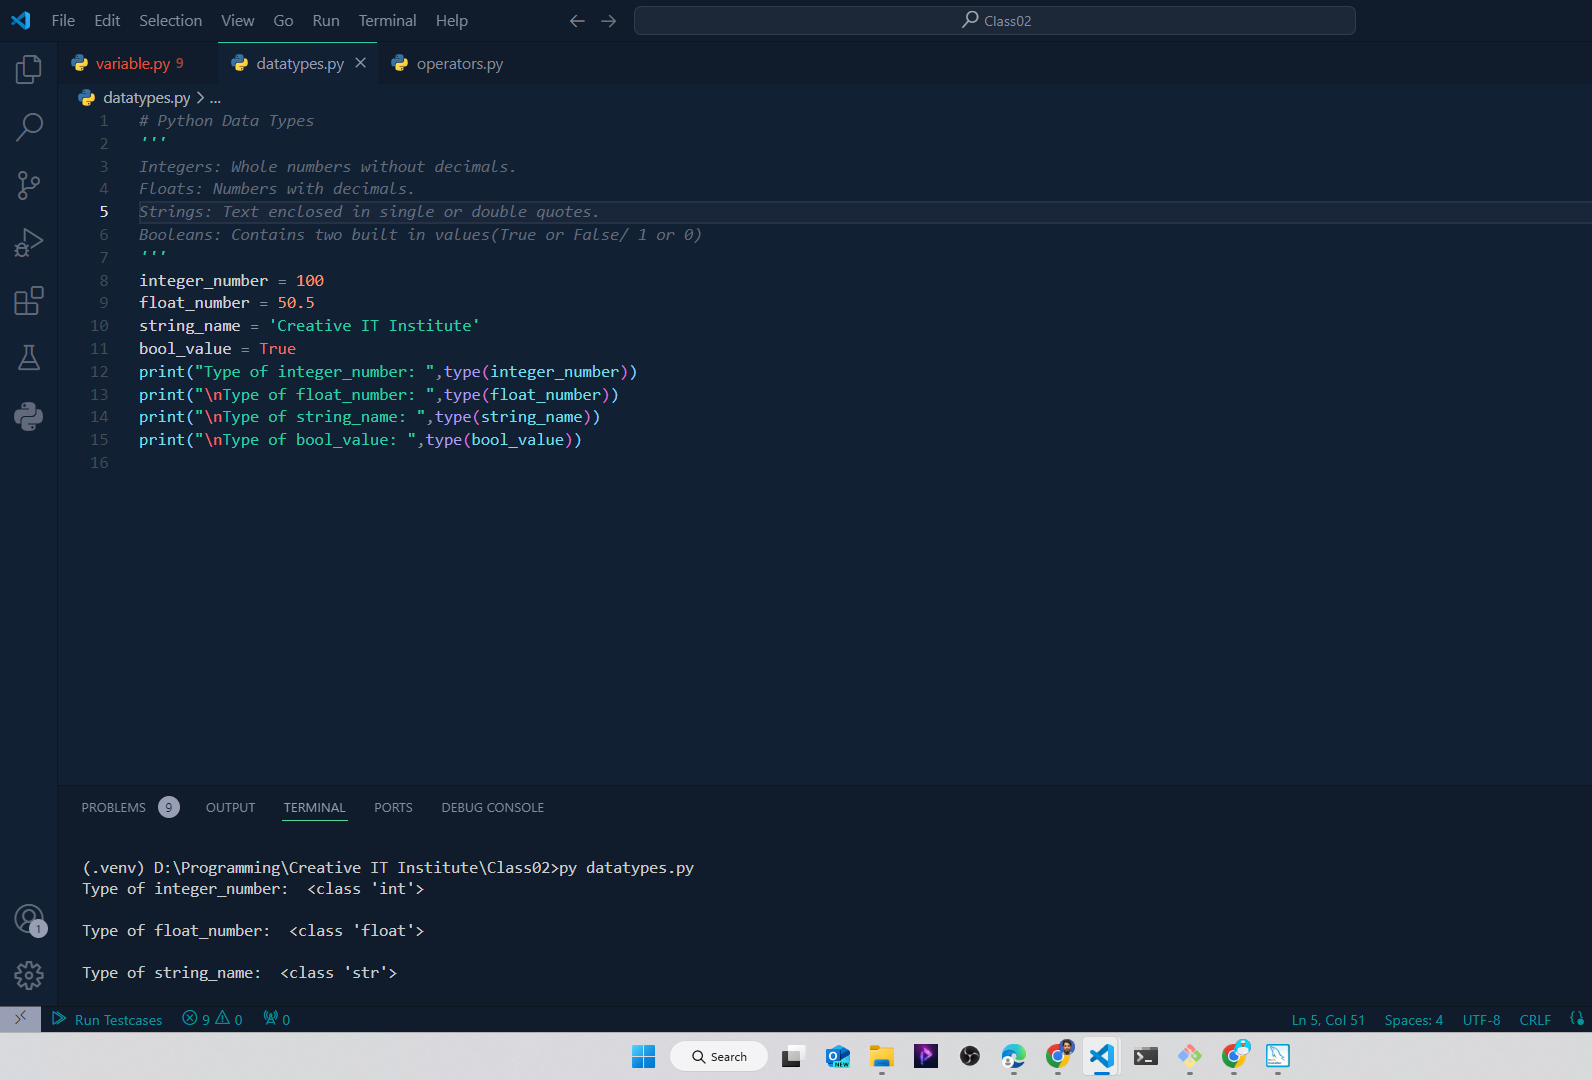 File Edit Selection View Go Run Terminal Help
Class02
variable.py 9
datatypes.py
operators.py
datatypes.py > ...
1 # Python Data Types
2 '''
3 Integers: Whole numbers without decimals.
4 Floats: Numbers with decimals.
5 Strings: Text enclosed in single or double quotes.
6 Booleans: Contains two built in values(True or False/ 1 or 0)
7 '''
8 integer_number = 100
9 float_number = 50.5
10 string_name = 'Creative IT Institute'
11 bool_value = True
12 print("Type of integer_number: ",type(integer_number))
13 print("\nType of float_number: ",type(float_number))
14 print("\nType of string_name: ",type(string_name))
15 print("\nType of bool_value: ",type(bool_value))
16
PROBLEMS 9 OUTPUT TERMINAL PORTS DEBUG CONSOLE
(.venv) D:\Programming\Creative IT Institute\Class02>py datatypes.py
Type of integer_number:  <class 'int'>
Type of float_number:  <class 'float'>
Type of string_name:  <class 'str'>
1
Run Testcases 9 0 0
Ln 5, Col 51 Spaces: 4 UTF-8 CRLF
Search
NEW